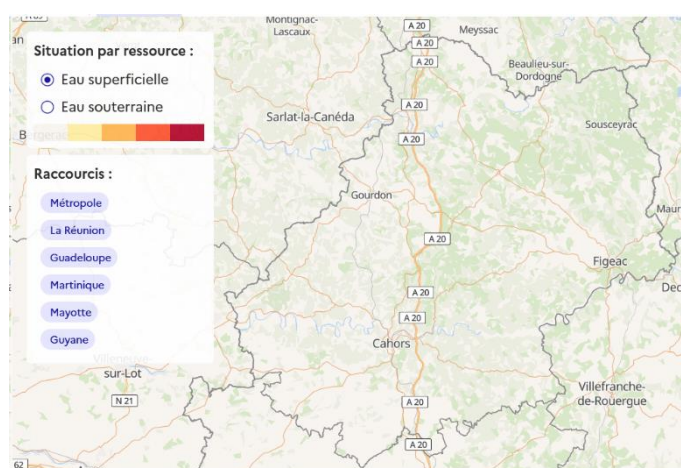 Situation par ressource :
Eau superficielle
Eau souterraine
Raccourcis :
Métropole
La Réunion
Guadeloupe
Martinique
Mayotte
Guyane
Montignac-
Lascaux
A 20
Meyssac
A 20
A 20
Beaulieu-sur-
Dordogne
A 20
Sarlat-la-Canéda
Sousceyrac
A 20
Gourdon
Maur
A 20
Figeac
Dec
A 20
A 20
Cahors
sur-Lot
Villefranche-
de-Rouergue
N 21
A 20
A 20
62